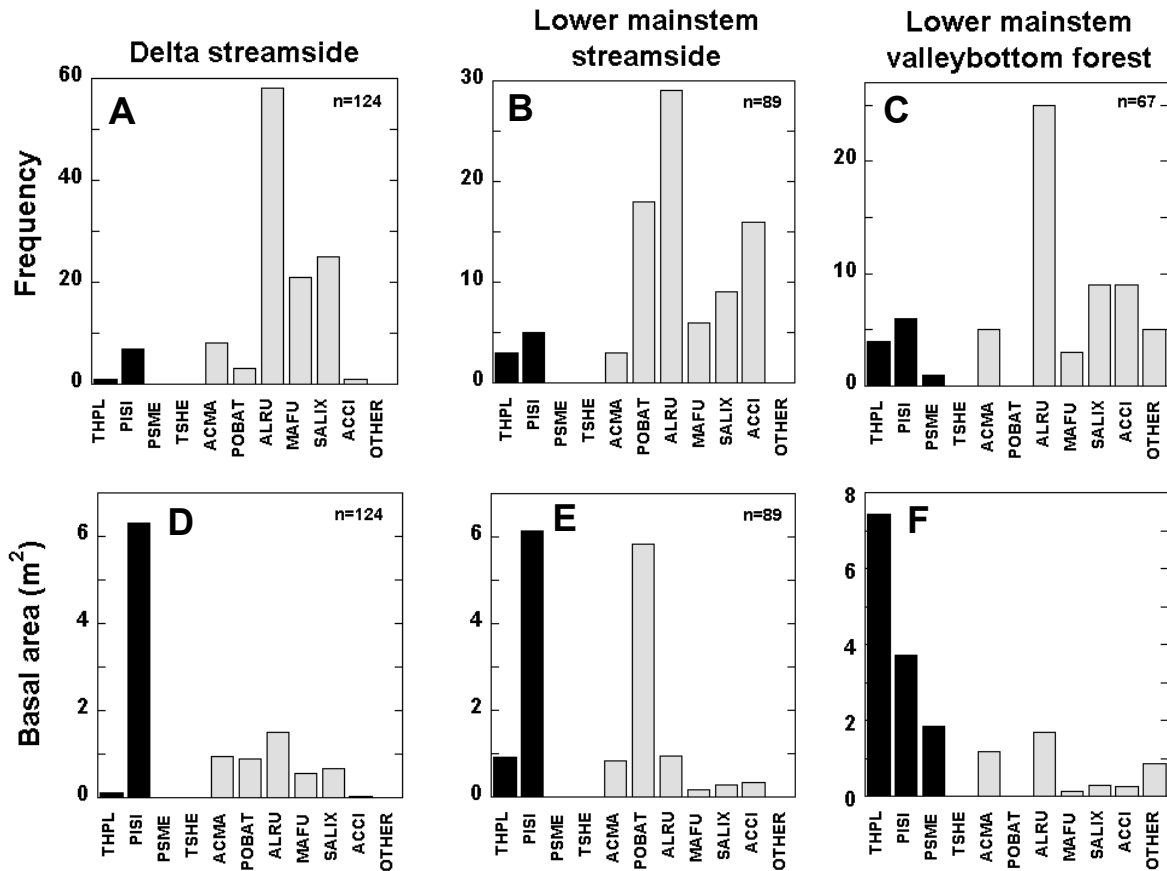 Delta streamside
Lower mainstem
streamside
Lower mainstem
valleybottom forest
Frequency
A
n=124
60
40
20
0
THPL
PISI
PSME
TSHE
ACMA
POBAT
ALRU
MAFU
SALIX
ACCI
OTHER
B
n=89
30
20
10
0
THPL
PISI
PSME
TSHE
ACMA
POBAT
ALRU
MAFU
SALIX
ACCI
OTHER
C
n=67
20
10
0
THPL
PISI
PSME
TSHE
ACMA
POBAT
ALRU
MAFU
SALIX
ACCI
OTHER
Basal area (m²)
D
n=124
6
4
2
0
THPL
PISI
PSME
TSHE
ACMA
POBAT
ALRU
MAFU
SALIX
ACCI
OTHER
E
n=89
6
4
2
0
THPL
PISI
PSME
TSHE
ACMA
POBAT
ALRU
MAFU
SALIX
ACCI
OTHER
F
8
6
4
2
0
THPL
PISI
PSME
TSHE
ACMA
POBAT
ALRU
MAFU
SALIX
ACCI
OTHER